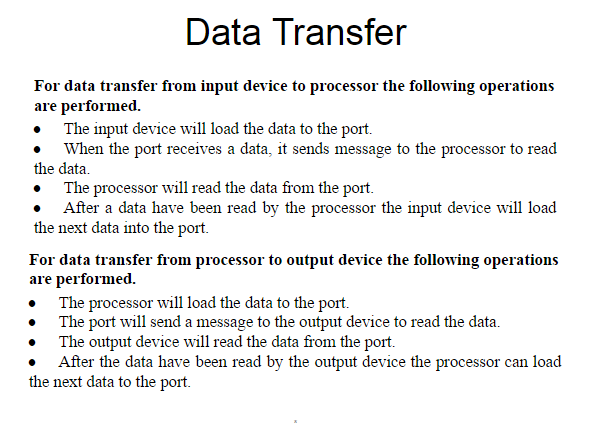 Data Transfer
For data transfer from input device to processor the following operations
are performed.
● The input device will load the data to the port.
● When the port receives a data, it sends message to the processor to read
the data.
● The processor will read the data from the port.
● After a data have been read by the processor the input device will load
the next data into the port.
For data transfer from processor to output device the following operations
are performed.
● The processor will load the data to the port.
● The port will send a message to the output device to read the data.
● The output device will read the data from the port.
● After the data have been read by the output device the processor can load
the next data to the port.